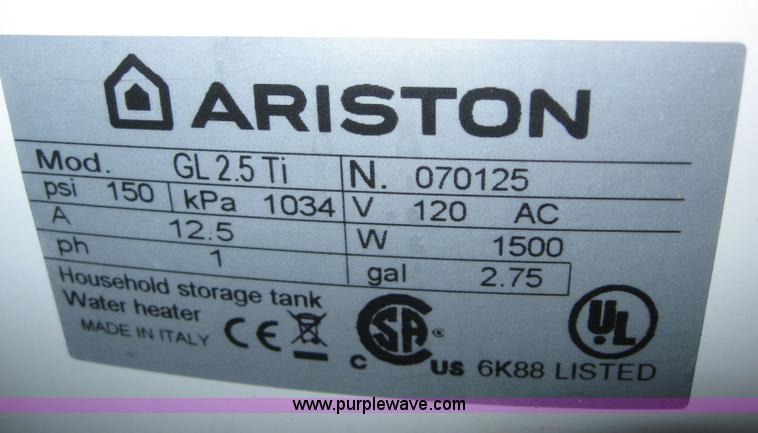 ARISTON
Mod. GL 2.5 Ti N. 070125
psi 150 kPa 1034 V 120 AC
A 12.5 W 1500
ph 1 gal 2.75
Household storage tank
Water heater
MADE IN ITALY CE SA ® UL
C US 6K88 LISTED
www.purplewave.com